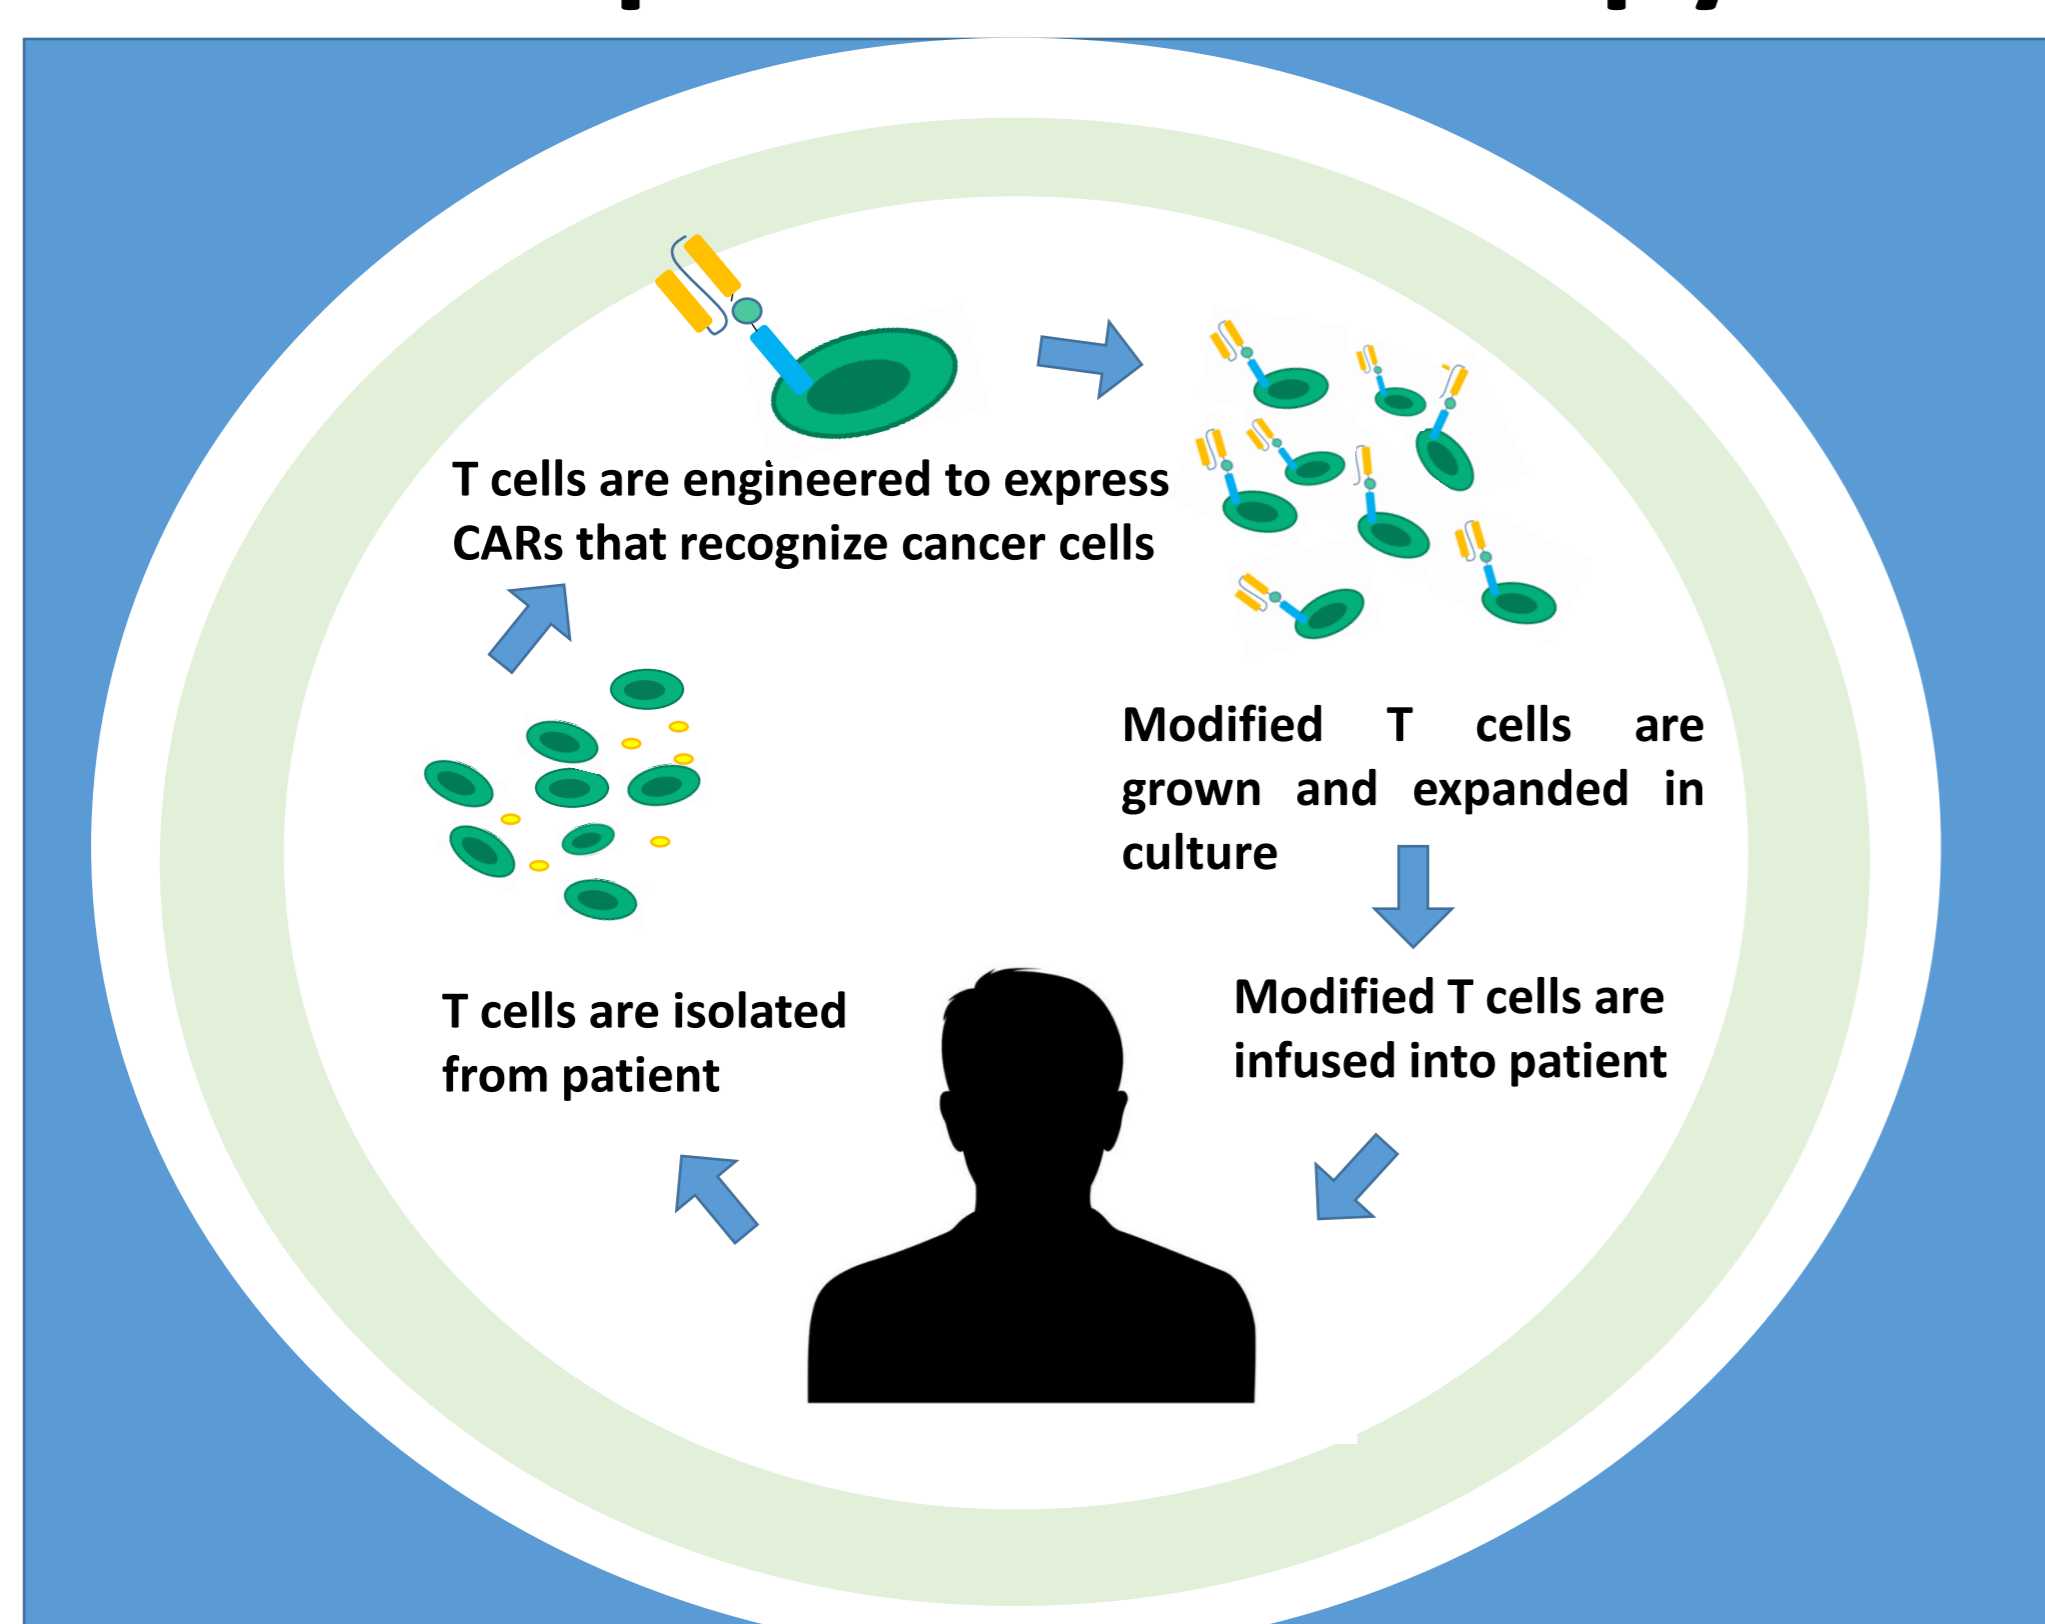 T cells are engineered to express
CARs that recognize cancer cells
Modified T cells are
grown and expanded in
culture
T cells are isolated
from patient
Modified T cells are
infused into patient